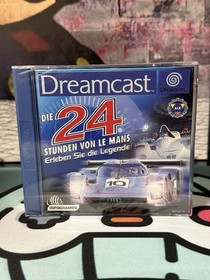 Dreamcast
DIE
24
STUNDEN VON LE MANS
Erleben Sie die Legende
10
INFOGRAMES